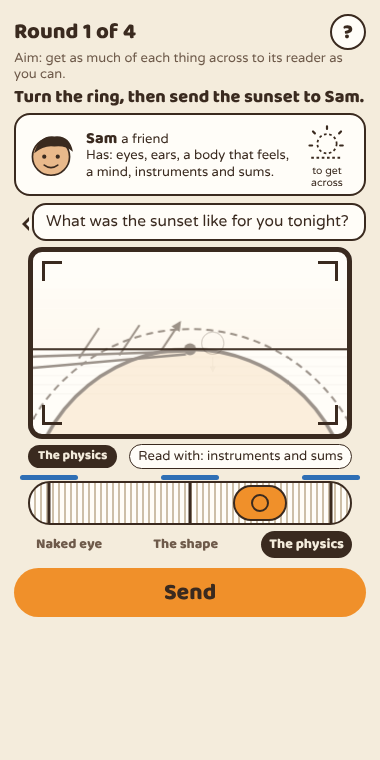 Round 1 of 4
?
Aim: get as much of each thing across to its reader as
you can.
Turn the ring, then send the sunset to Sam.
Sam a friend
Has: eyes, ears, a body that feels,
a mind, instruments and sums.
to get
across
What was the sunset like for you tonight?
The physics
Read with: instruments and sums
Naked eye
The shape
The physics
Send